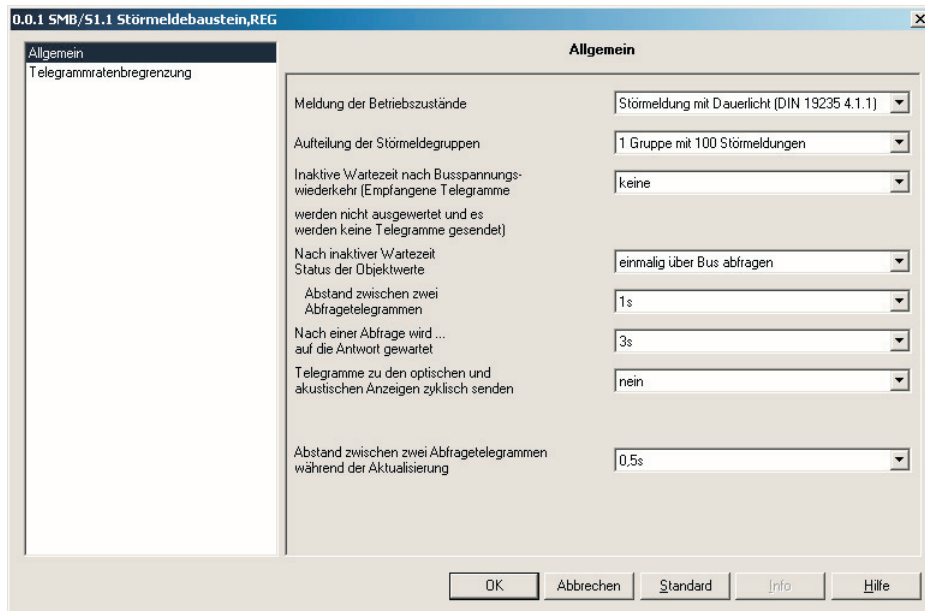 0.0.1 SMB/S1.1 Störmeldebaustein,REG
Allgemein
Telegrammratenbregrenzung
Allgemein
Meldung der Betriebszustände
Störmeldung mit Dauerlicht (DIN 19235 4.1.1)
Aufteilung der Störmeldegruppen
1 Gruppe mit 100 Störmeldungen
Inaktive Wartezeit nach Busspannungs-
wiederkehr (Empfangene Telegramme
keine
werden nicht ausgewertet und es
werden keine Telegramme gesendet)
Nach inaktiver Wartezeit
Status der Objektwerte
einmalig über Bus abfragen
Abstand zwischen zwei
Abfragetelegrammen
1s
Nach einer Abfrage wird ...
auf die Antwort gewartet
3s
Telegramme zu den optischen und
akustischen Anzeigen zyklisch senden
nein
Abstand zwischen zwei Abfragetelegrammen
während der Aktualisierung
0,5s
OK
Abbrechen
Standard
Info
Hilfe